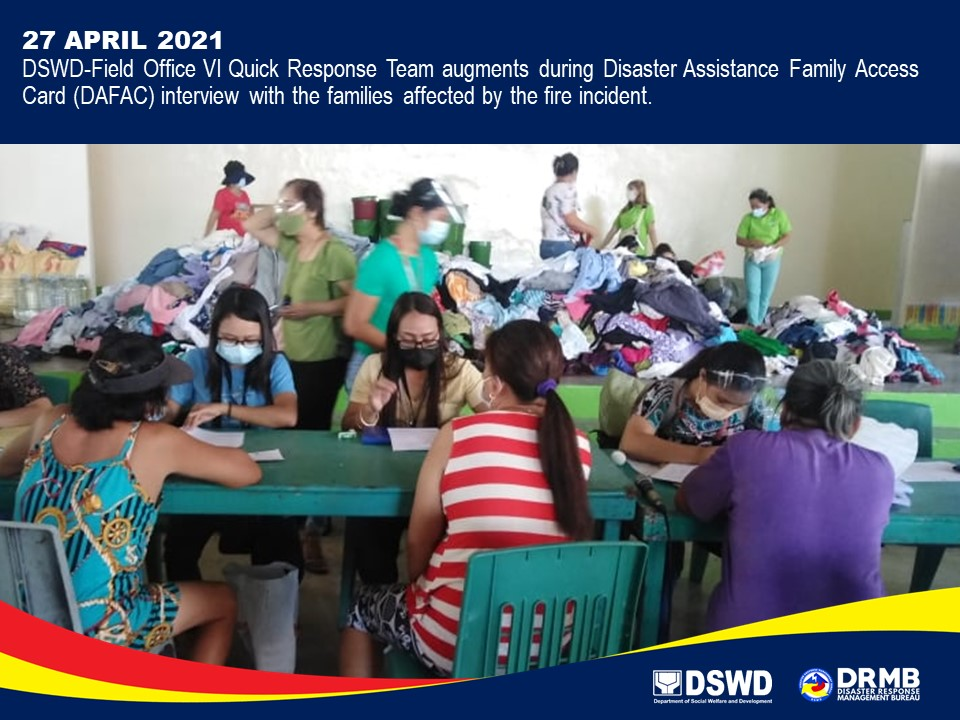 27 APRIL 2021
DSWD-Field Office VI Quick Response Team augments during Disaster Assistance Family Access
Card (DAFAC) interview with the families affected by the fire incident.
DSWD
Department of Social Welfare and Development
DRMB
DISASTER RESPONSE
MANAGEMENT BUREAU